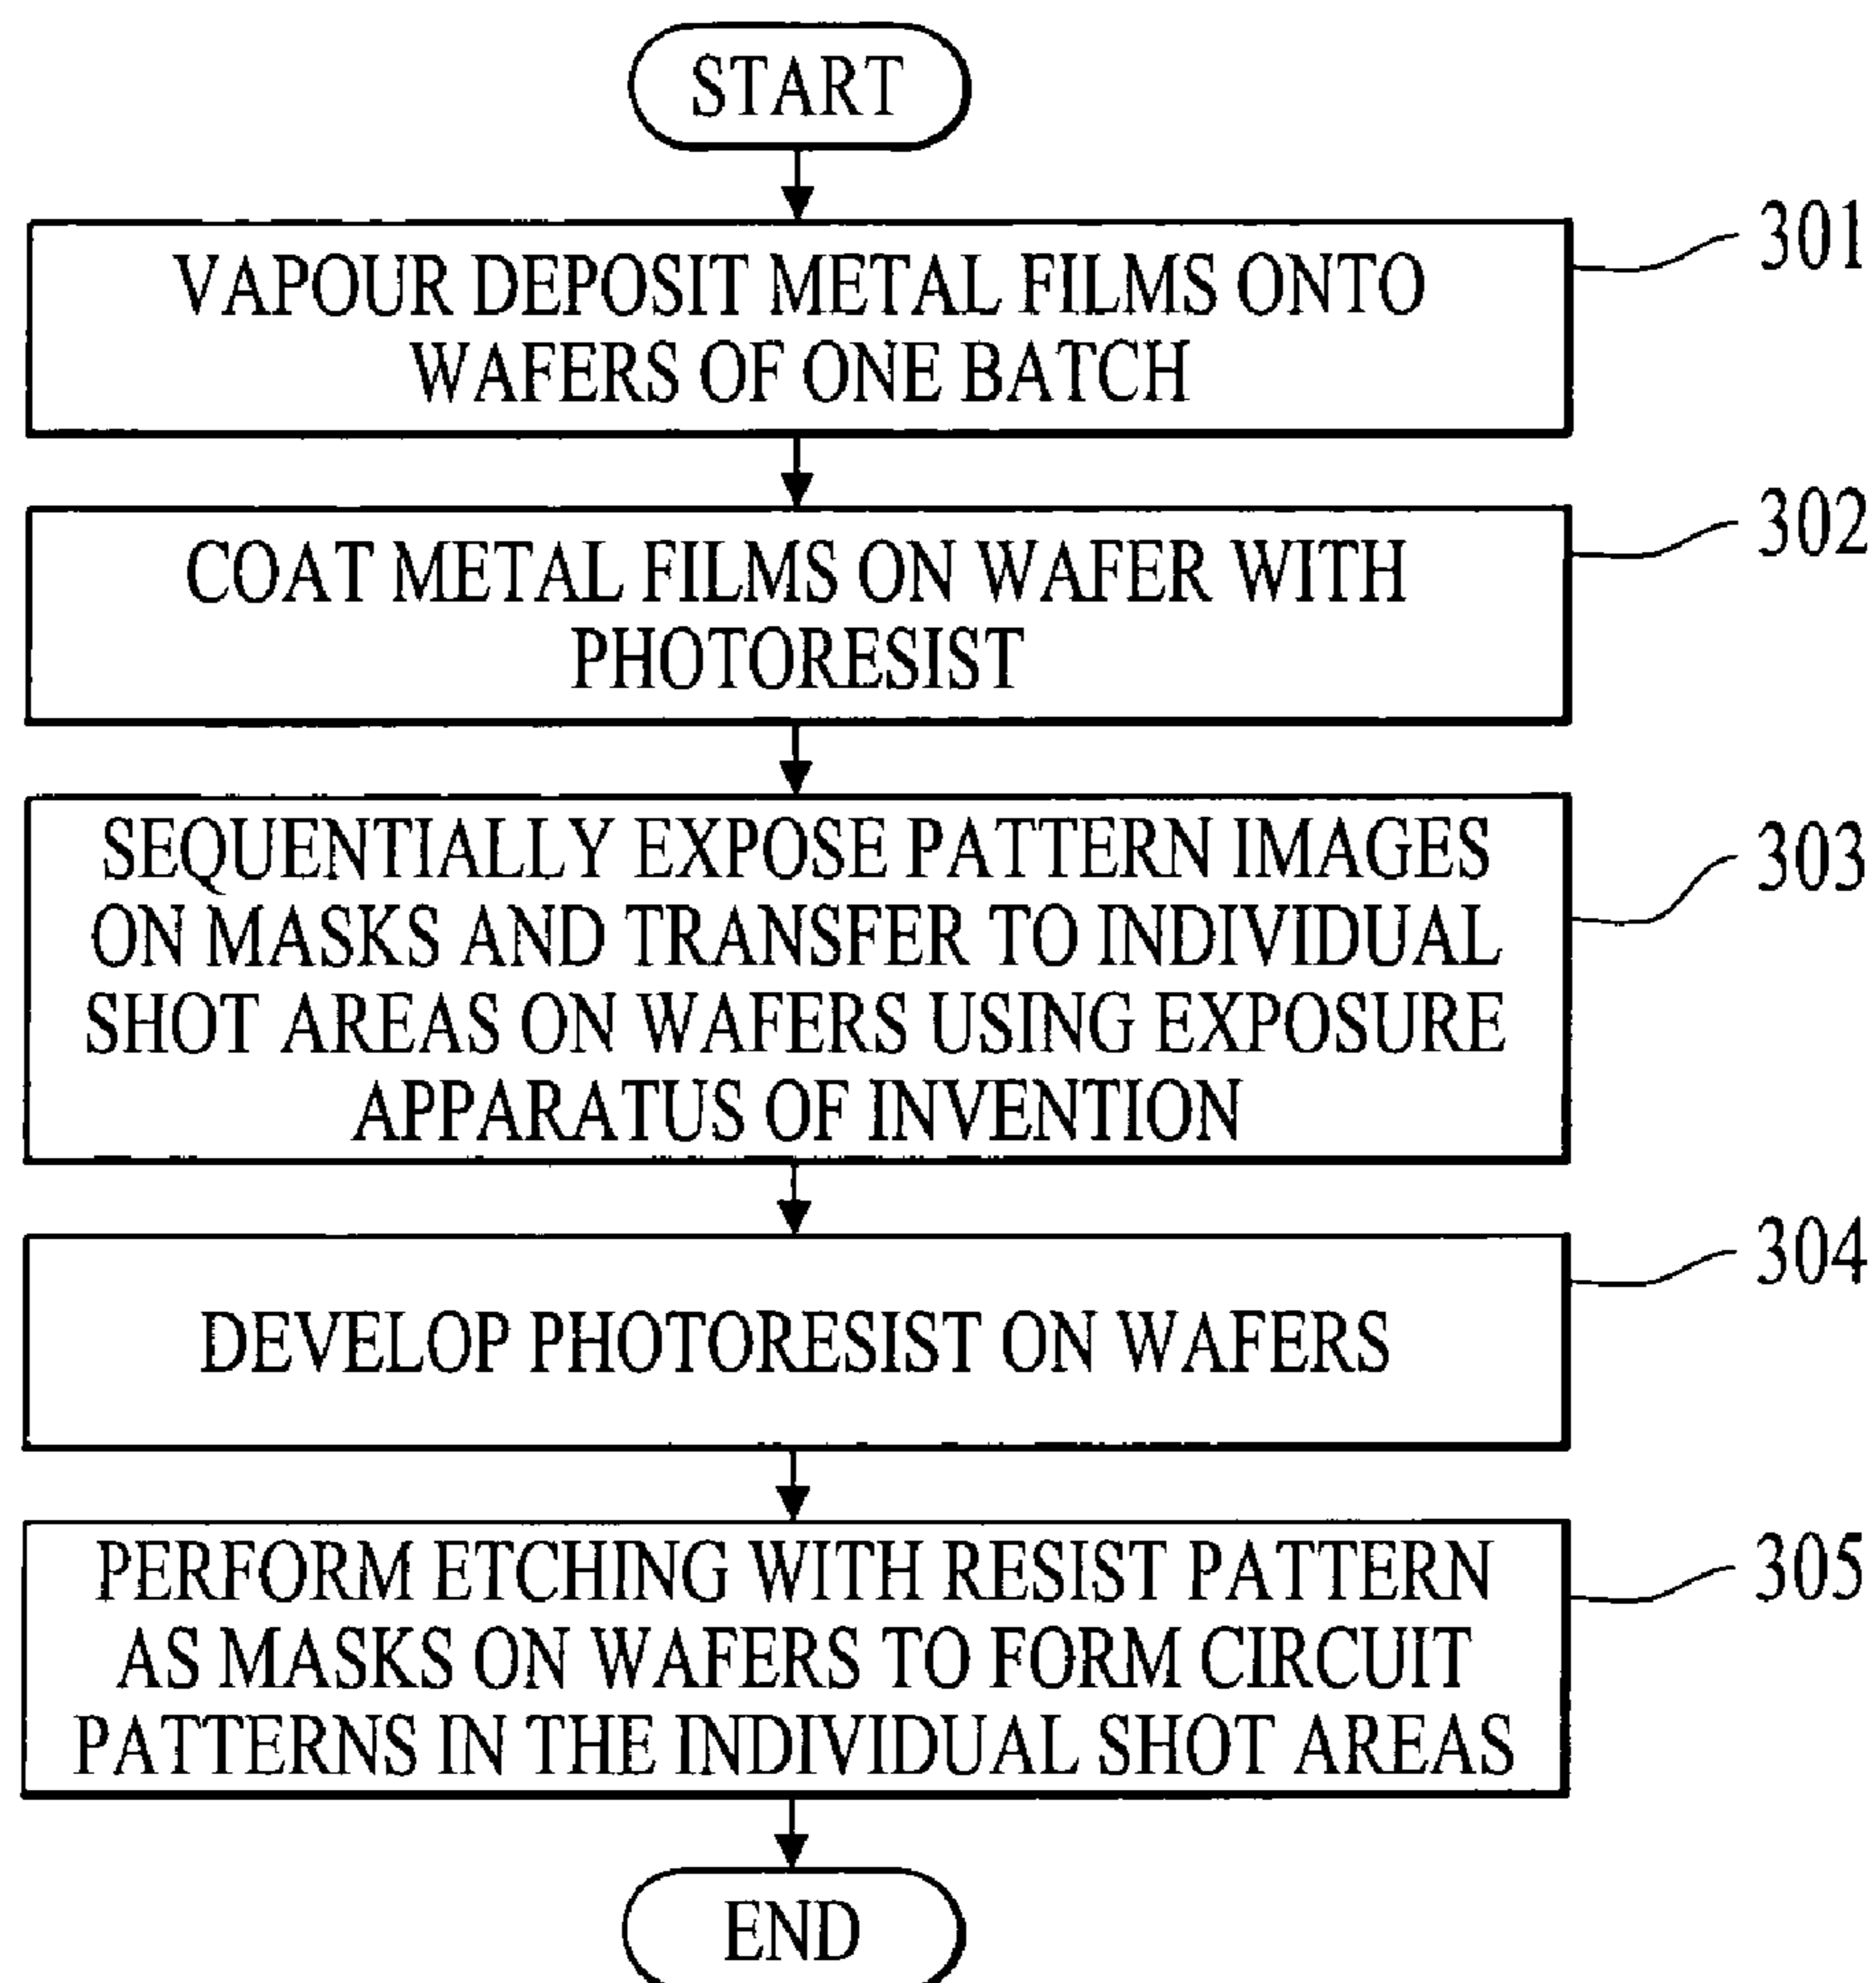 START
VAPOUR DEPOSIT METAL FILMS ONTO
WAFERS OF ONE BATCH
301
COAT METAL FILMS ON WAFER WITH
PHOTORESIST
302
SEQUENTIALLY EXPOSE PATTERN IMAGES
ON MASKS AND TRANSFER TO INDIVIDUAL
SHOT AREAS ON WAFERS USING EXPOSURE
APPARATUS OF INVENTION
303
DEVELOP PHOTORESIST ON WAFERS
304
PERFORM ETCHING WITH RESIST PATTERN
AS MASKS ON WAFERS TO FORM CIRCUIT
PATTERNS IN THE INDIVIDUAL SHOT AREAS
305
END